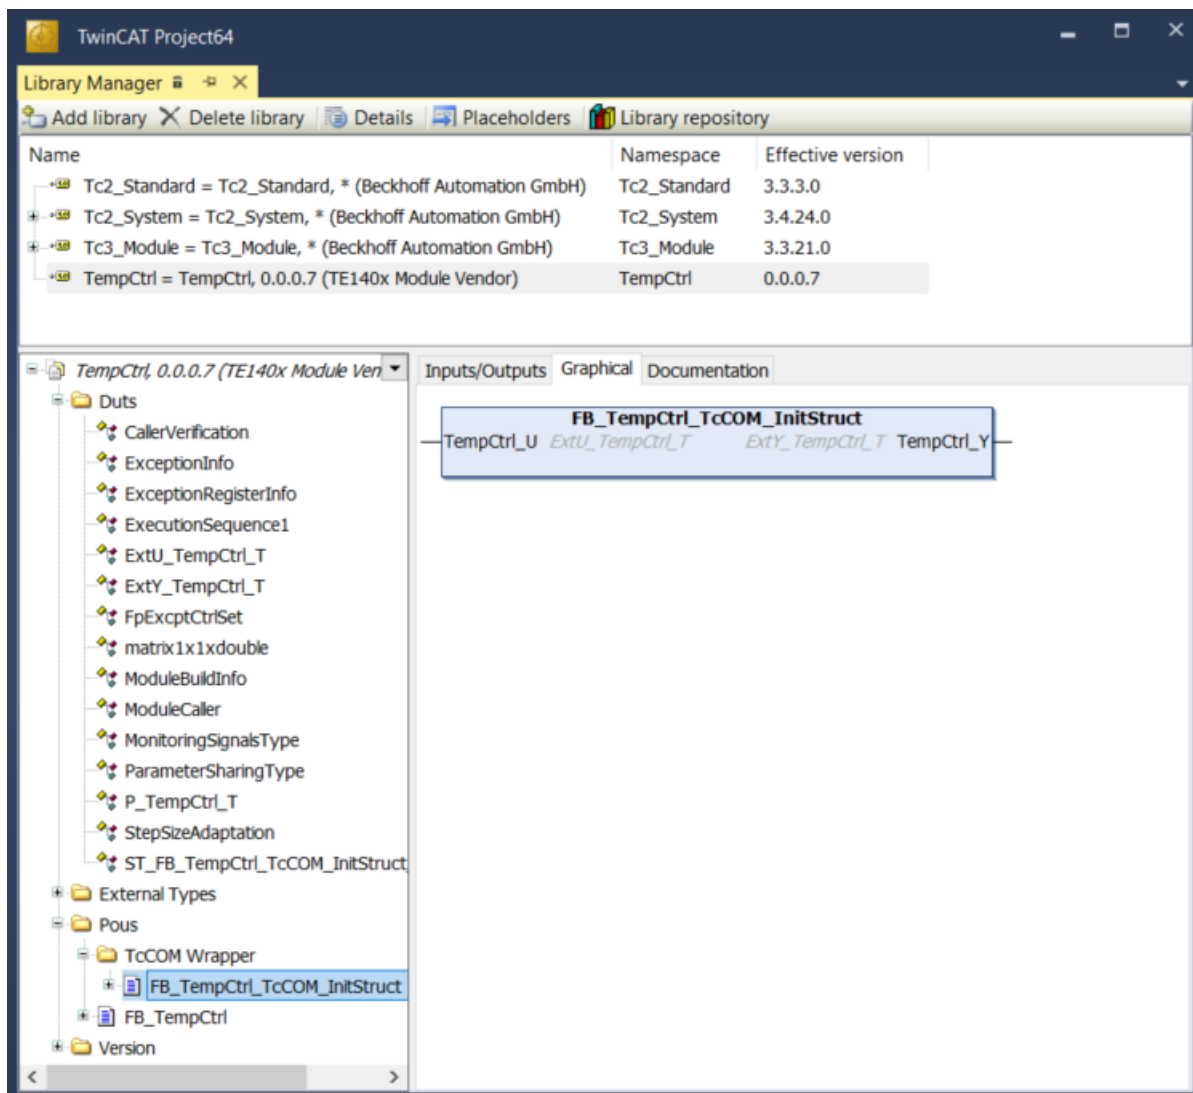 TwinCAT Project64
Library Manager
Add library Delete library Details Placeholders Library repository
Name Namespace Effective version
Tc2_Standard = Tc2_Standard, * (Beckhoff Automation GmbH) Tc2_Standard 3.3.3.0
Tc2_System = Tc2_System, * (Beckhoff Automation GmbH) Tc2_System 3.4.24.0
Tc3_Module = Tc3_Module, * (Beckhoff Automation GmbH) Tc3_Module 3.3.21.0
TempCtrl = TempCtrl, 0.0.0.7 (TE140x Module Vendor) TempCtrl 0.0.0.7
TempCtrl, 0.0.0.7 (TE140x Module Ven
Duts
CallerVerification
ExceptionInfo
ExceptionRegisterInfo
ExecutionSequence1
ExtU_TempCtrl_T
ExtY_TempCtrl_T
FpExcptCtrlSet
matrix1x1xdouble
ModuleBuildInfo
ModuleCaller
MonitoringSignalsType
ParameterSharingType
P_TempCtrl_T
StepSizeAdaptation
ST_FB_TempCtrl_TcCOM_InitStruct_
External Types
Pous
TcCOM Wrapper
FB_TempCtrl_TcCOM_InitStruct
FB_TempCtrl
Version
Inputs/Outputs Graphical Documentation
FB_TempCtrl_TcCOM_InitStruct
TempCtrl_U ExtU_TempCtrl_T ExtY_TempCtrl_T TempCtrl_Y